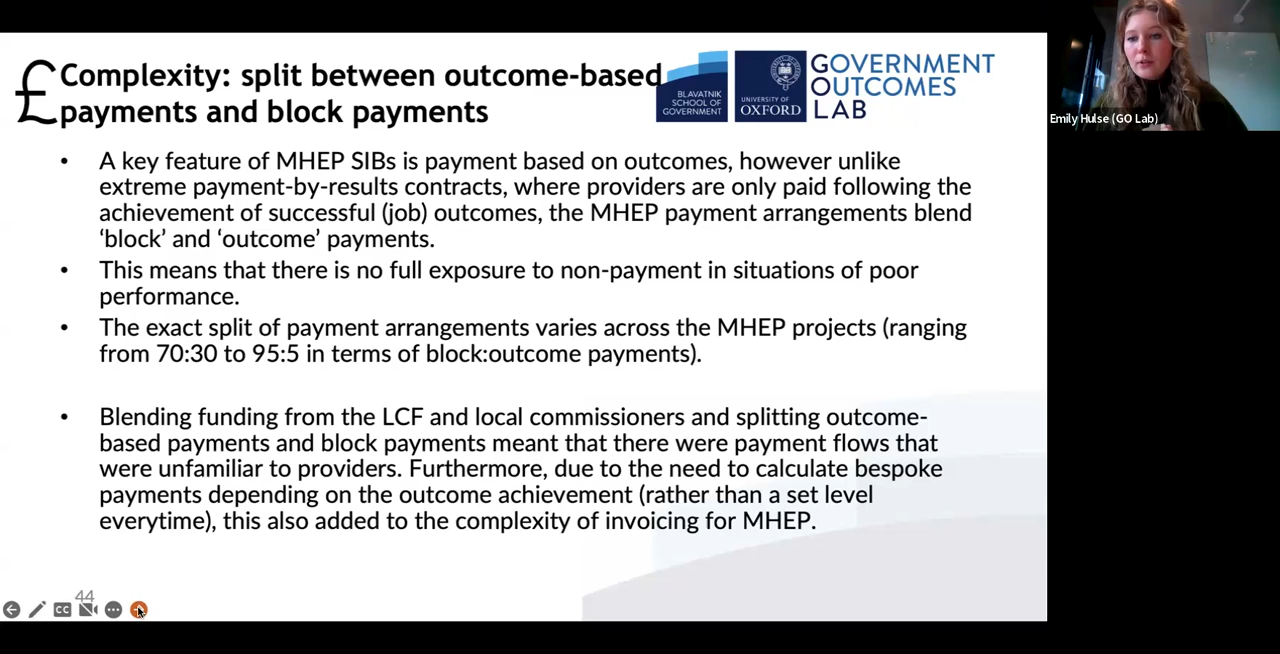 £
Complexity: split between outcome-based
payments and block payments
BLAVATNIK
SCHOOL OF
GOVERNMENT
UNIVERSITY OF
OXFORD
GOVERNMENT
OUTCOMES
LAB
Emily Hulse (GO Lab)
• A key feature of MHEP SIBs is payment based on outcomes, however unlike
extreme payment-by-results contracts, where providers are only paid following the
achievement of successful (job) outcomes, the MHEP payment arrangements blend
‘block’ and ‘outcome’ payments.
• This means that there is no full exposure to non-payment in situations of poor
performance.
• The exact split of payment arrangements varies across the MHEP projects (ranging
from 70:30 to 95:5 in terms of block:outcome payments).
• Blending funding from the LCF and local commissioners and splitting outcome-
based payments and block payments meant that there were payment flows that
were unfamiliar to providers. Furthermore, due to the need to calculate bespoke
payments depending on the outcome achievement (rather than a set level
everytime), this also added to the complexity of invoicing for MHEP.
44
CC